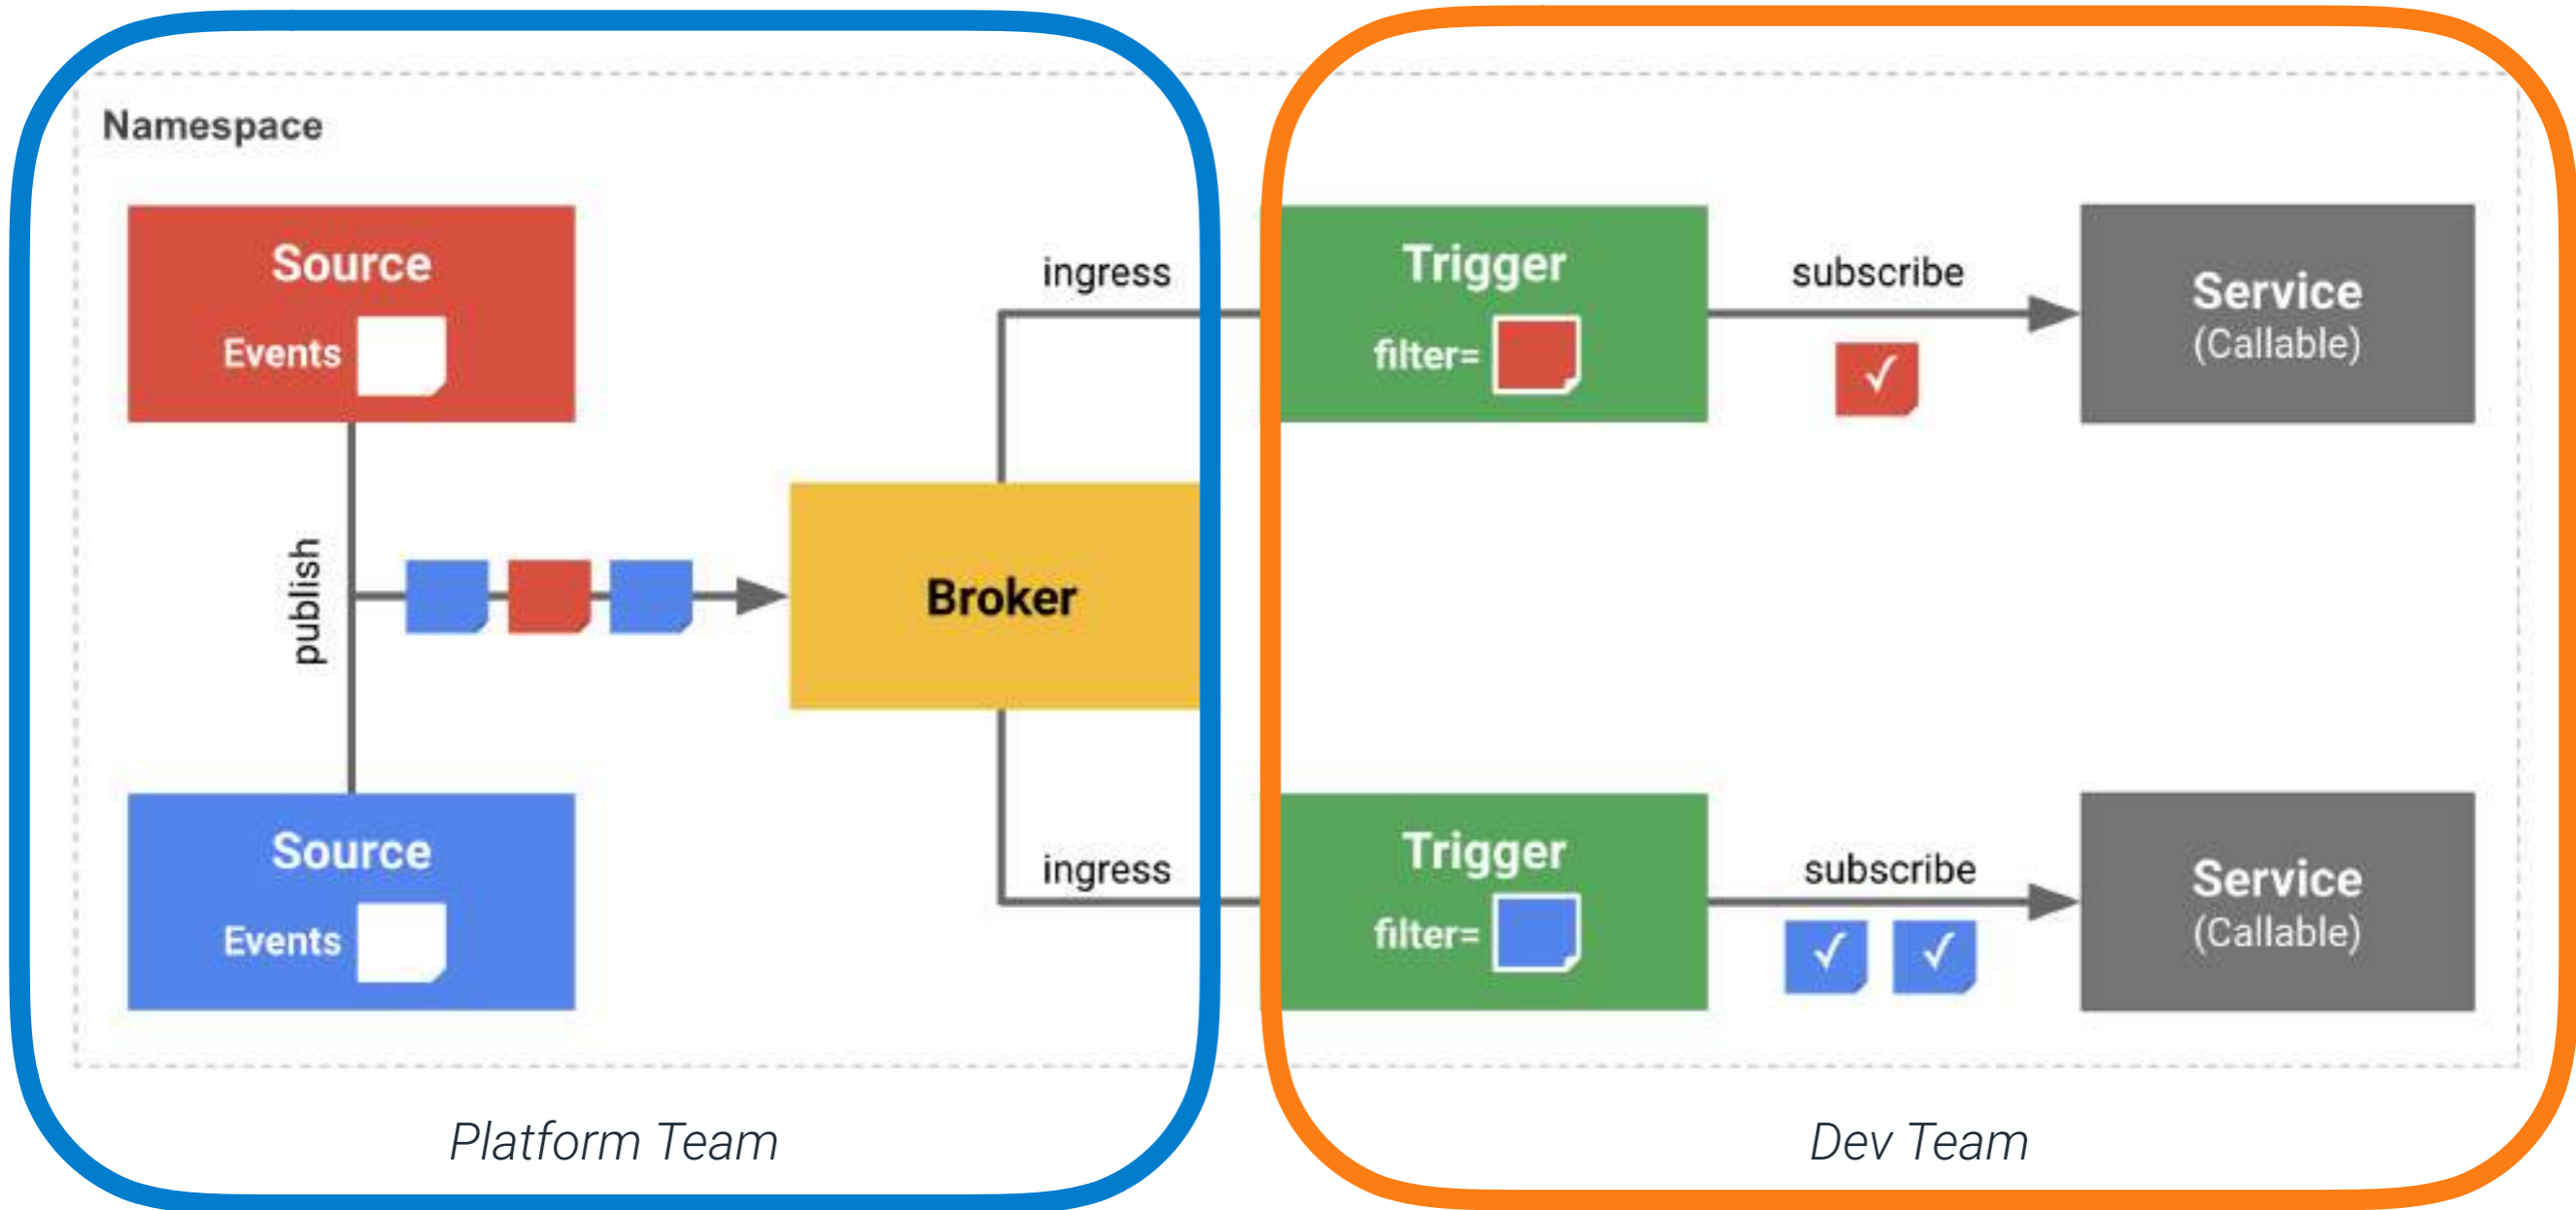 Namespace
Source
Events
publish
Source
Events
Broker
ingress
ingress
Trigger
filter=
subscribe
✓
Service
(Callable)
Trigger
filter=
subscribe
✓ ✓
Service
(Callable)
Platform Team
Dev Team